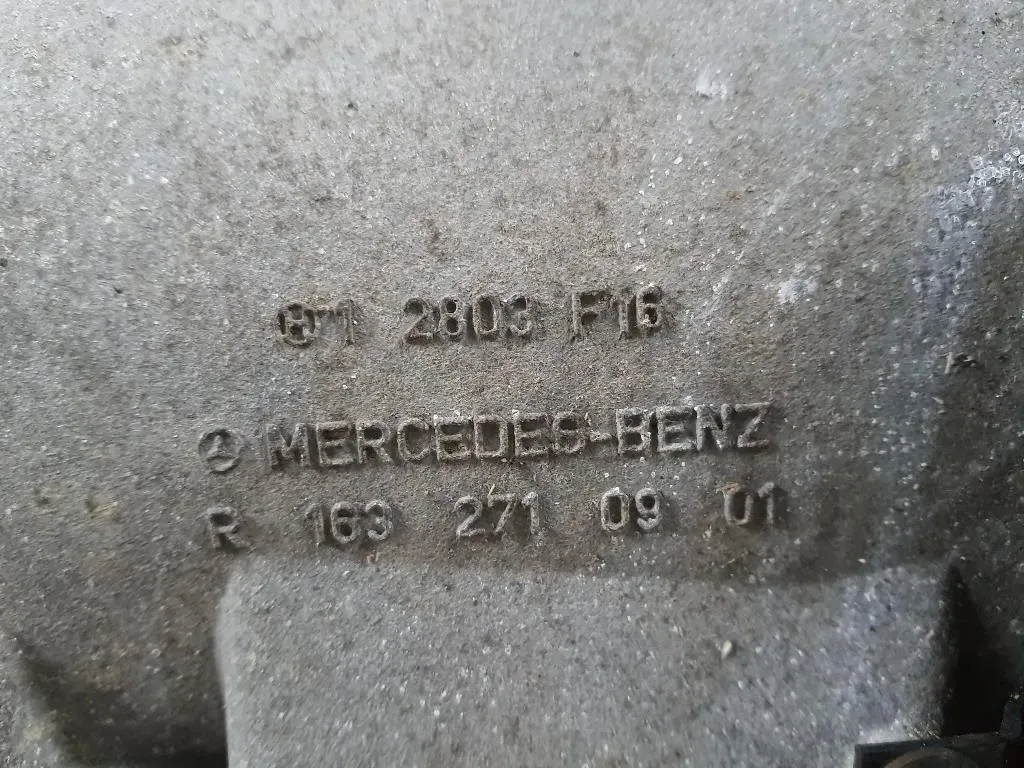 2803 F16
MERCEDES-BENZ
R 163 271 09 01